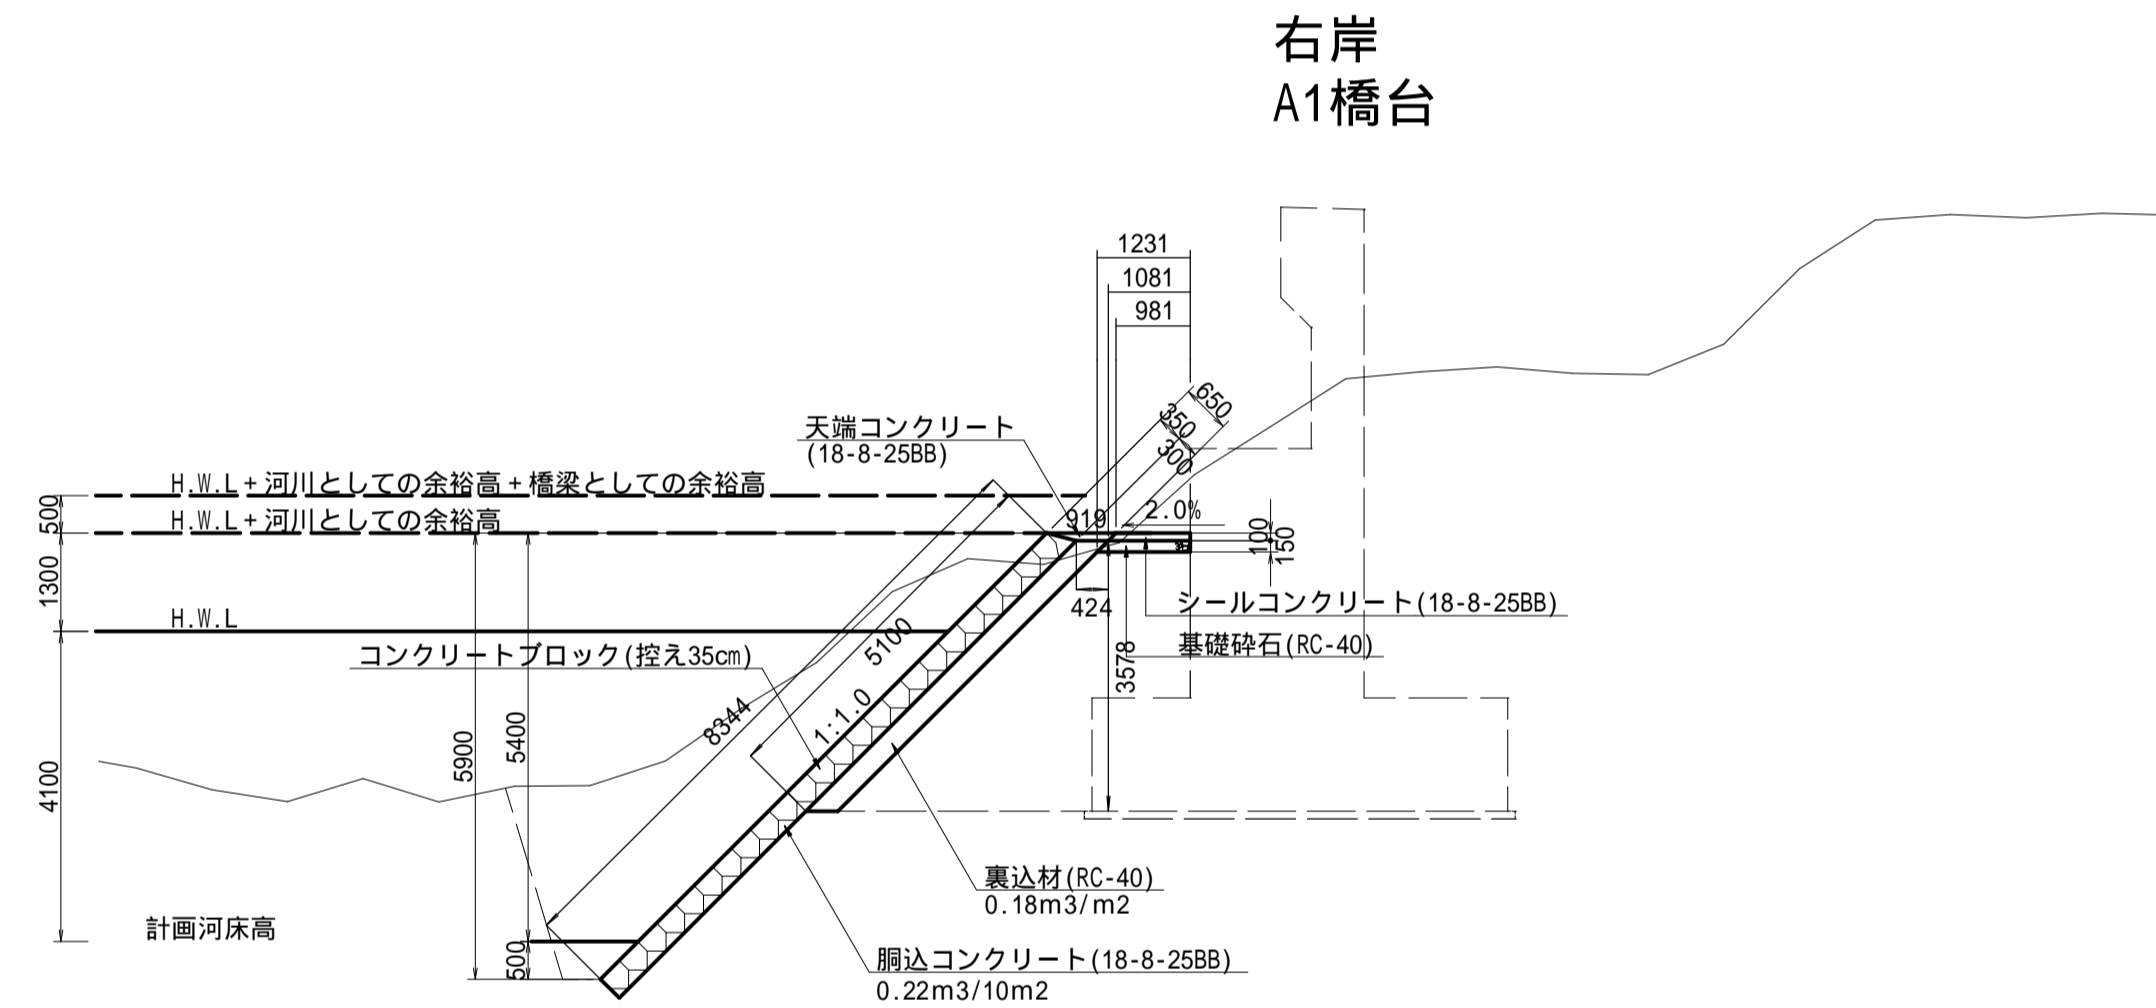 右岸
A1橋台
1231
1081
981
650
350
300
天端コンクリート
(18-8-25BB)
H.W.L+河川としての余裕高+橋梁としての余裕高
500
H.W.L+河川としての余裕高
919
2.0%
100
150
1300
424
シールコンクリート(18-8-25BB)
H.W.L
基礎砕石(RC-40)
コンクリートブロック(控え35cm)
5100
3578
1:1.0
8344
5400
5900
4100
裏込材(RC-40)
0.18m3/m2
計画河床高
500
胴込コンクリート(18-8-25BB)
0.22m3/10m2